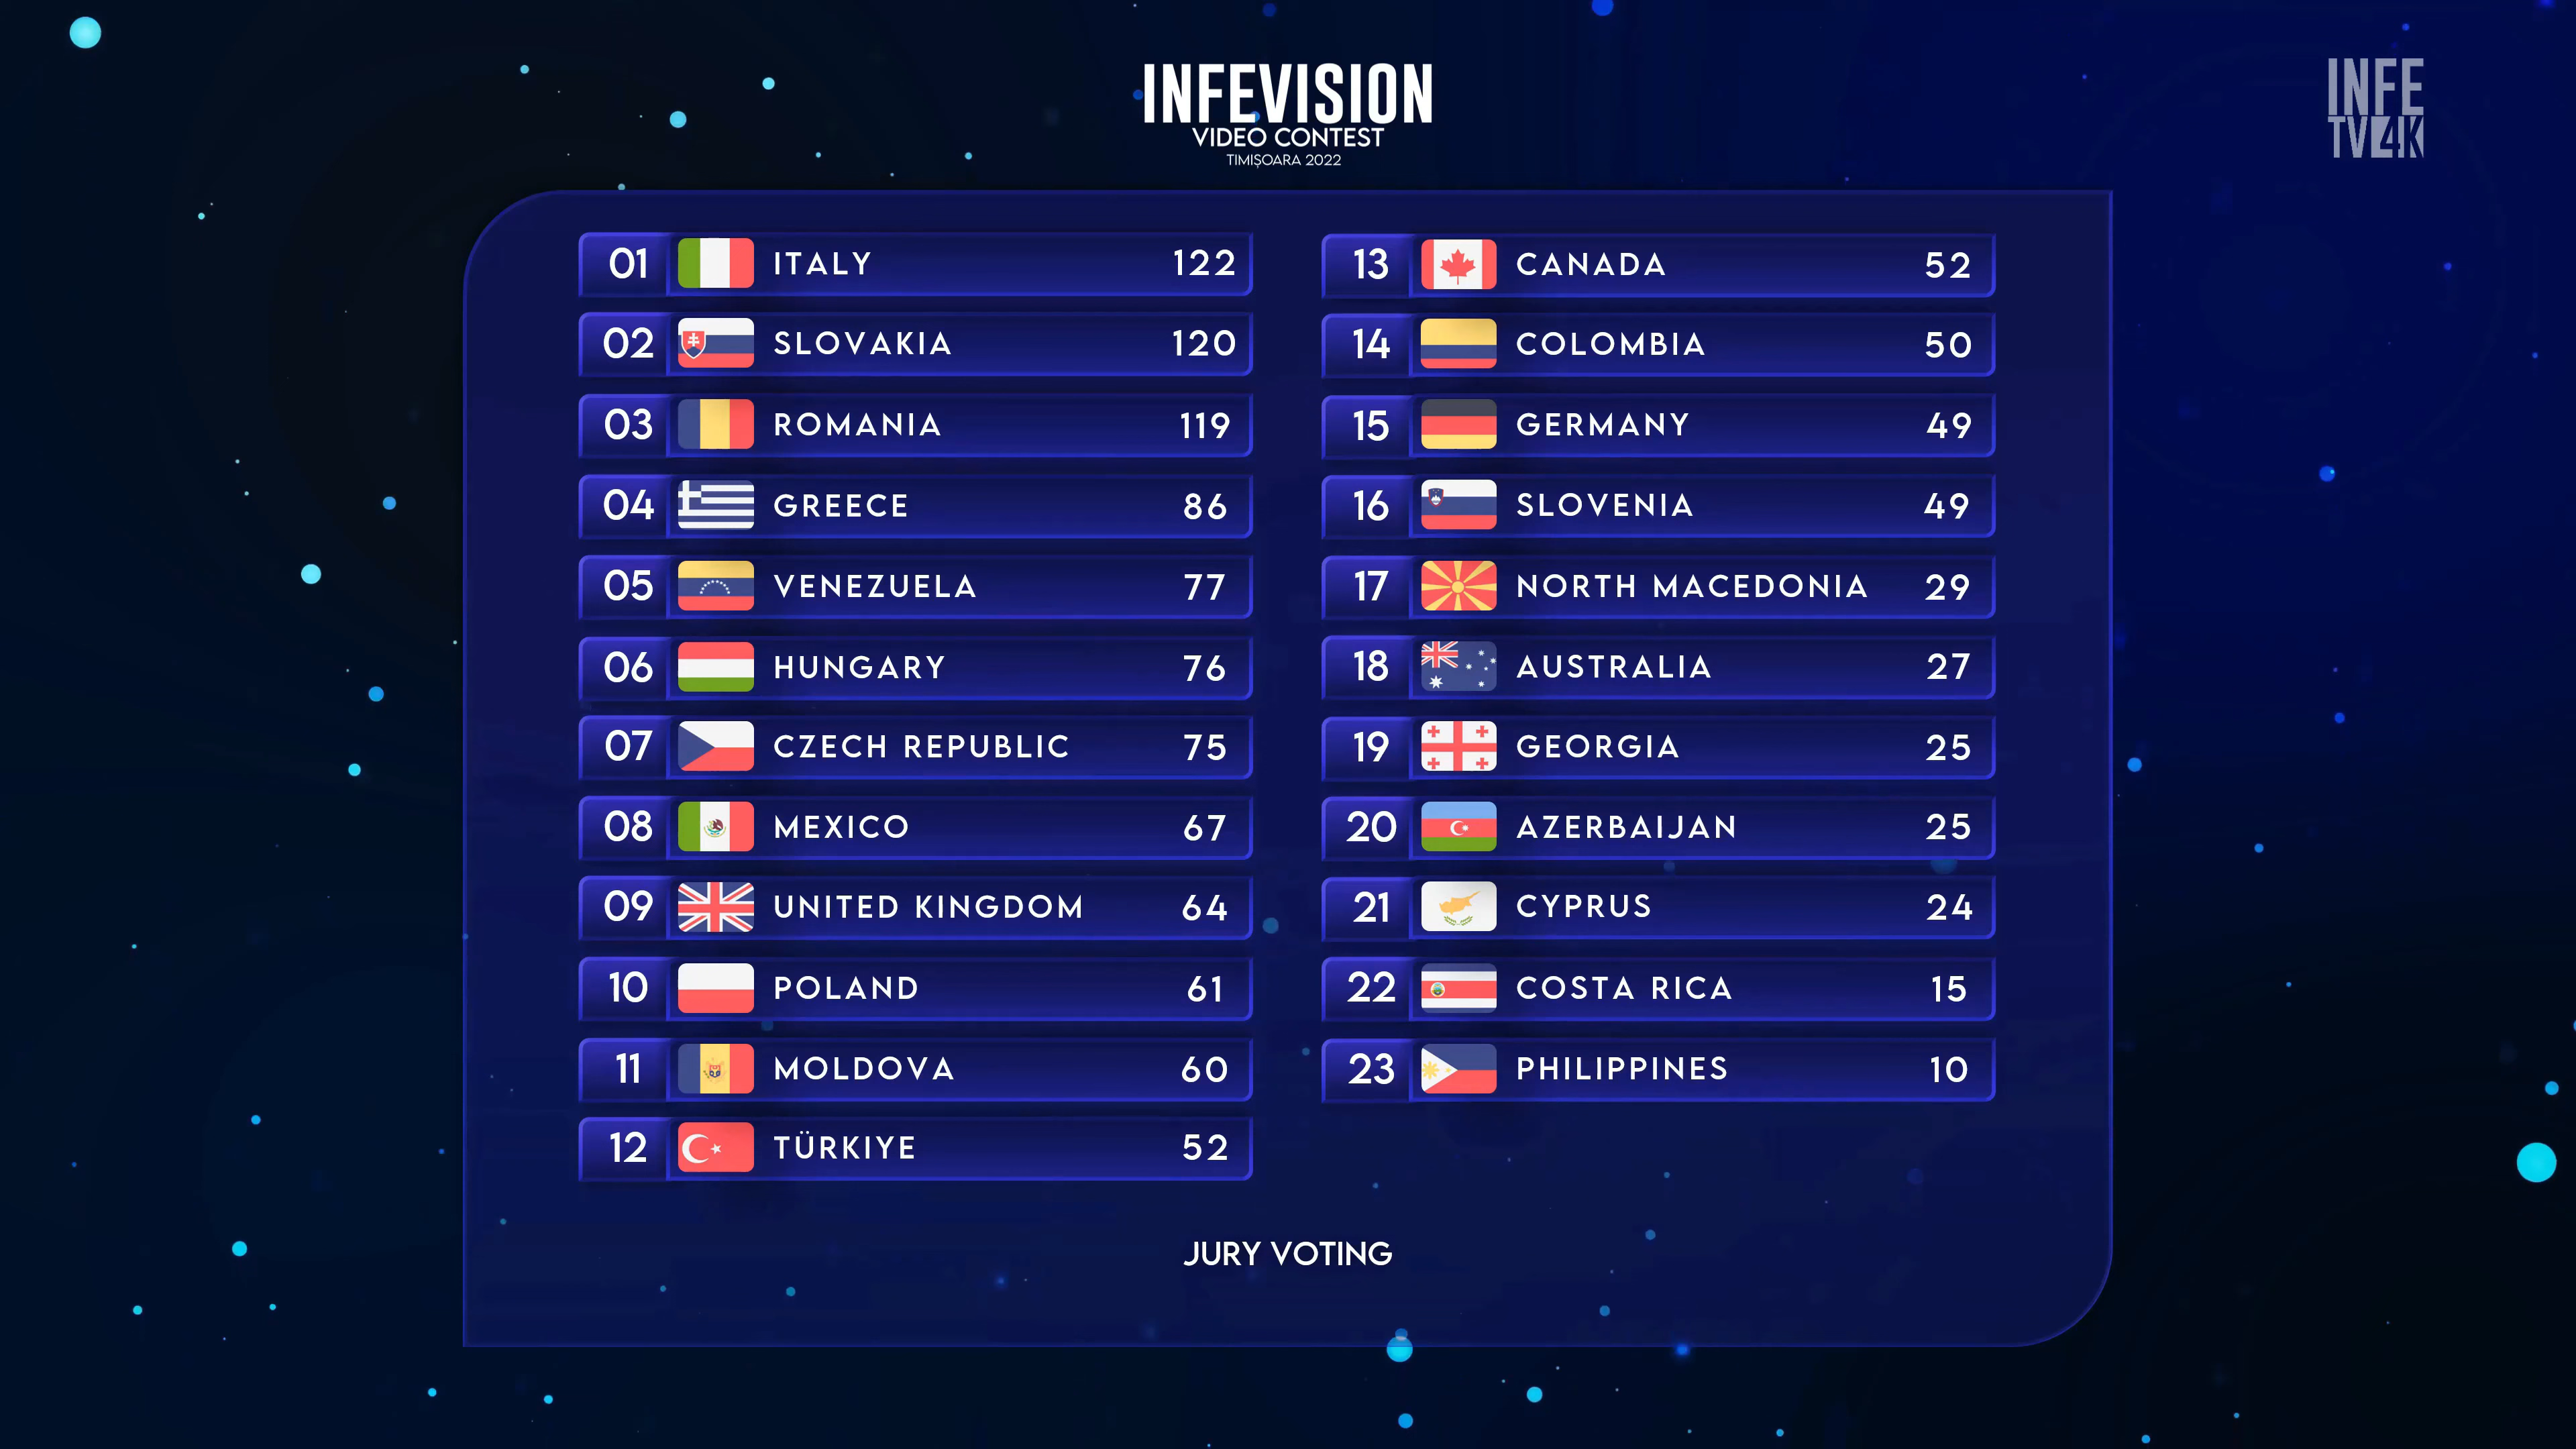 INFEVISION
VIDEO CONTEST
TIMIȘOARA 2022
INFE
TV 4K
01 ITALY 122
02 SLOVAKIA 120
03 ROMANIA 119
04 GREECE 86
05 VENEZUELA 77
06 HUNGARY 76
07 CZECH REPUBLIC 75
08 MEXICO 67
09 UNITED KINGDOM 64
10 POLAND 61
11 MOLDOVA 60
12 TÜRKIYE 52
13 CANADA 52
14 COLOMBIA 50
15 GERMANY 49
16 SLOVENIA 49
17 NORTH MACEDONIA 29
18 AUSTRALIA 27
19 GEORGIA 25
20 AZERBAIJAN 25
21 CYPRUS 24
22 COSTA RICA 15
23 PHILIPPINES 10
JURY VOTING